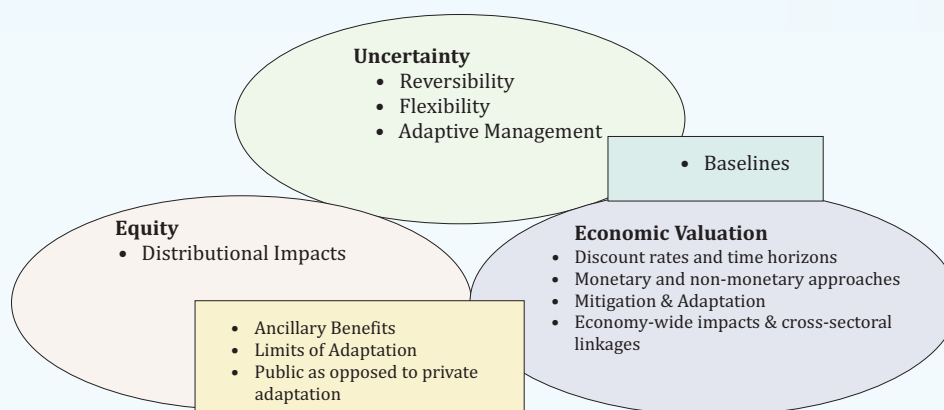 Uncertainty
• Reversibility
• Flexibility
• Adaptive Management
• Baselines
Equity
• Distributional Impacts
Economic Valuation
• Discount rates and time horizons
• Monetary and non-monetary approaches
• Mitigation & Adaptation
• Economy-wide impacts & cross-sectoral
linkages
• Ancillary Benefits
• Limits of Adaptation
• Public as opposed to private
adaptation